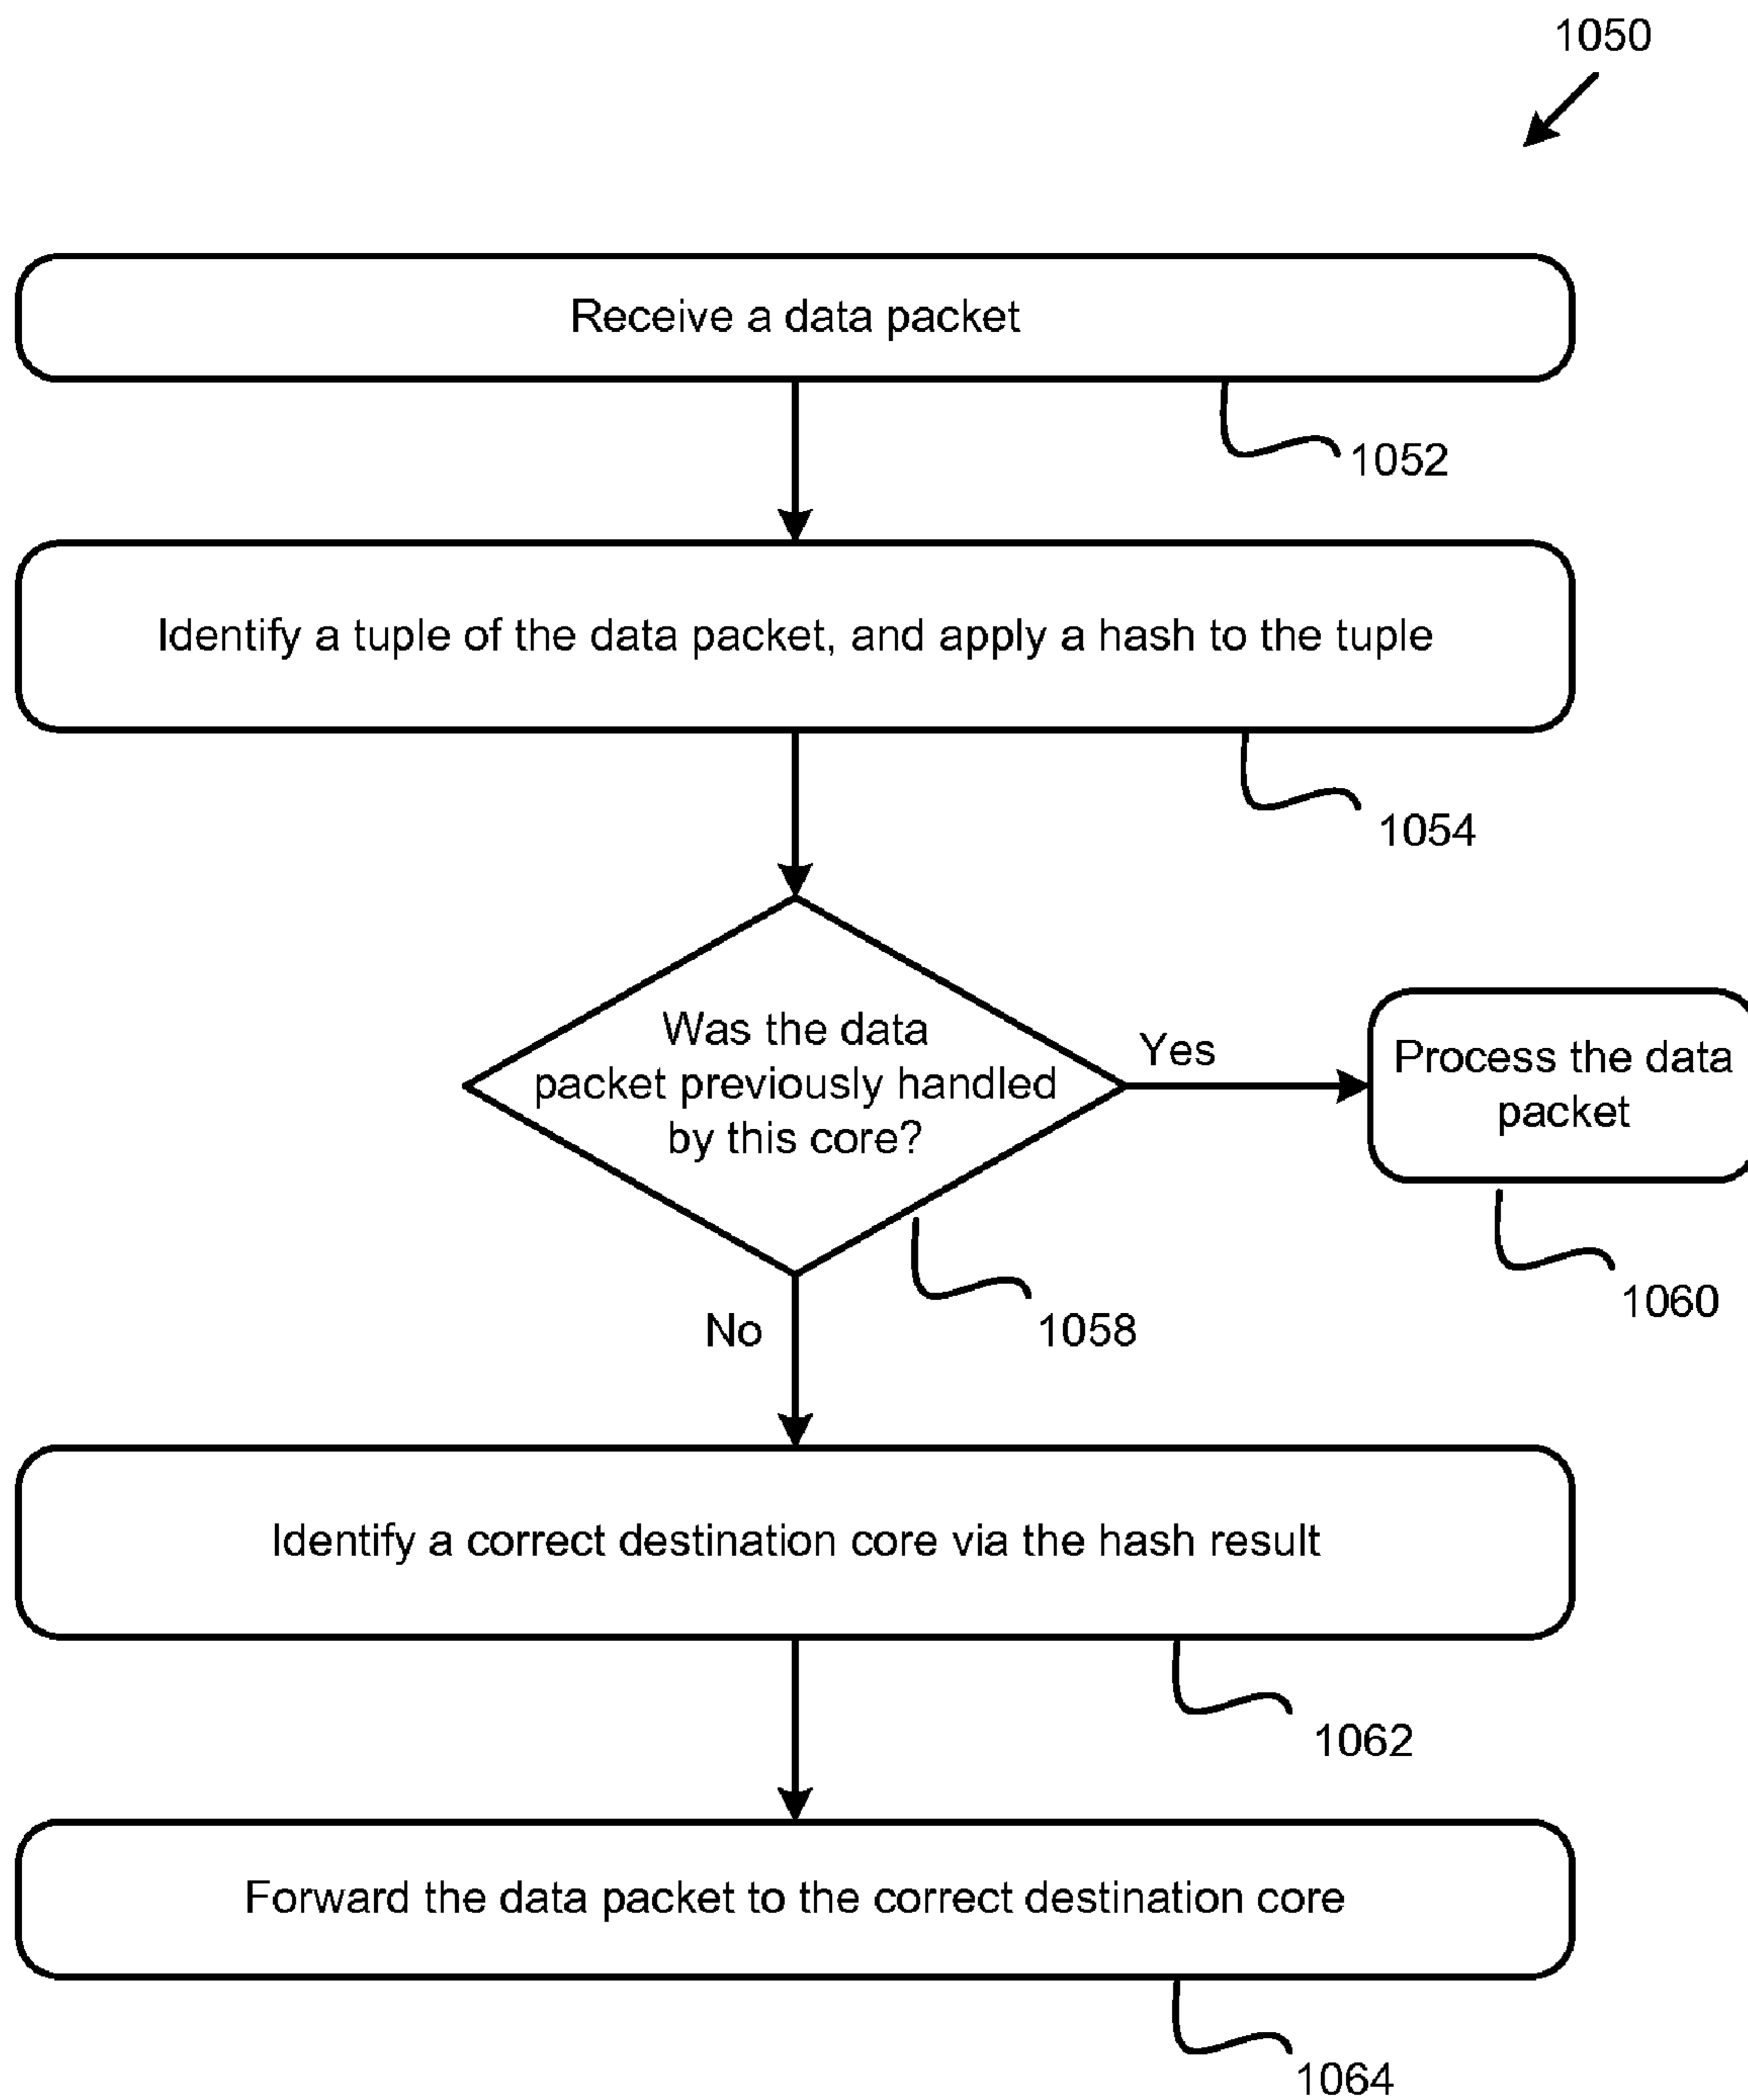 1050
Receive a data packet
1052
Identify a tuple of the data packet, and apply a hash to the tuple
1054
Was the data
packet previously handled
by this core?
Yes
Process the data
packet
1060
1058
No
Identify a correct destination core via the hash result
1062
Forward the data packet to the correct destination core
1064